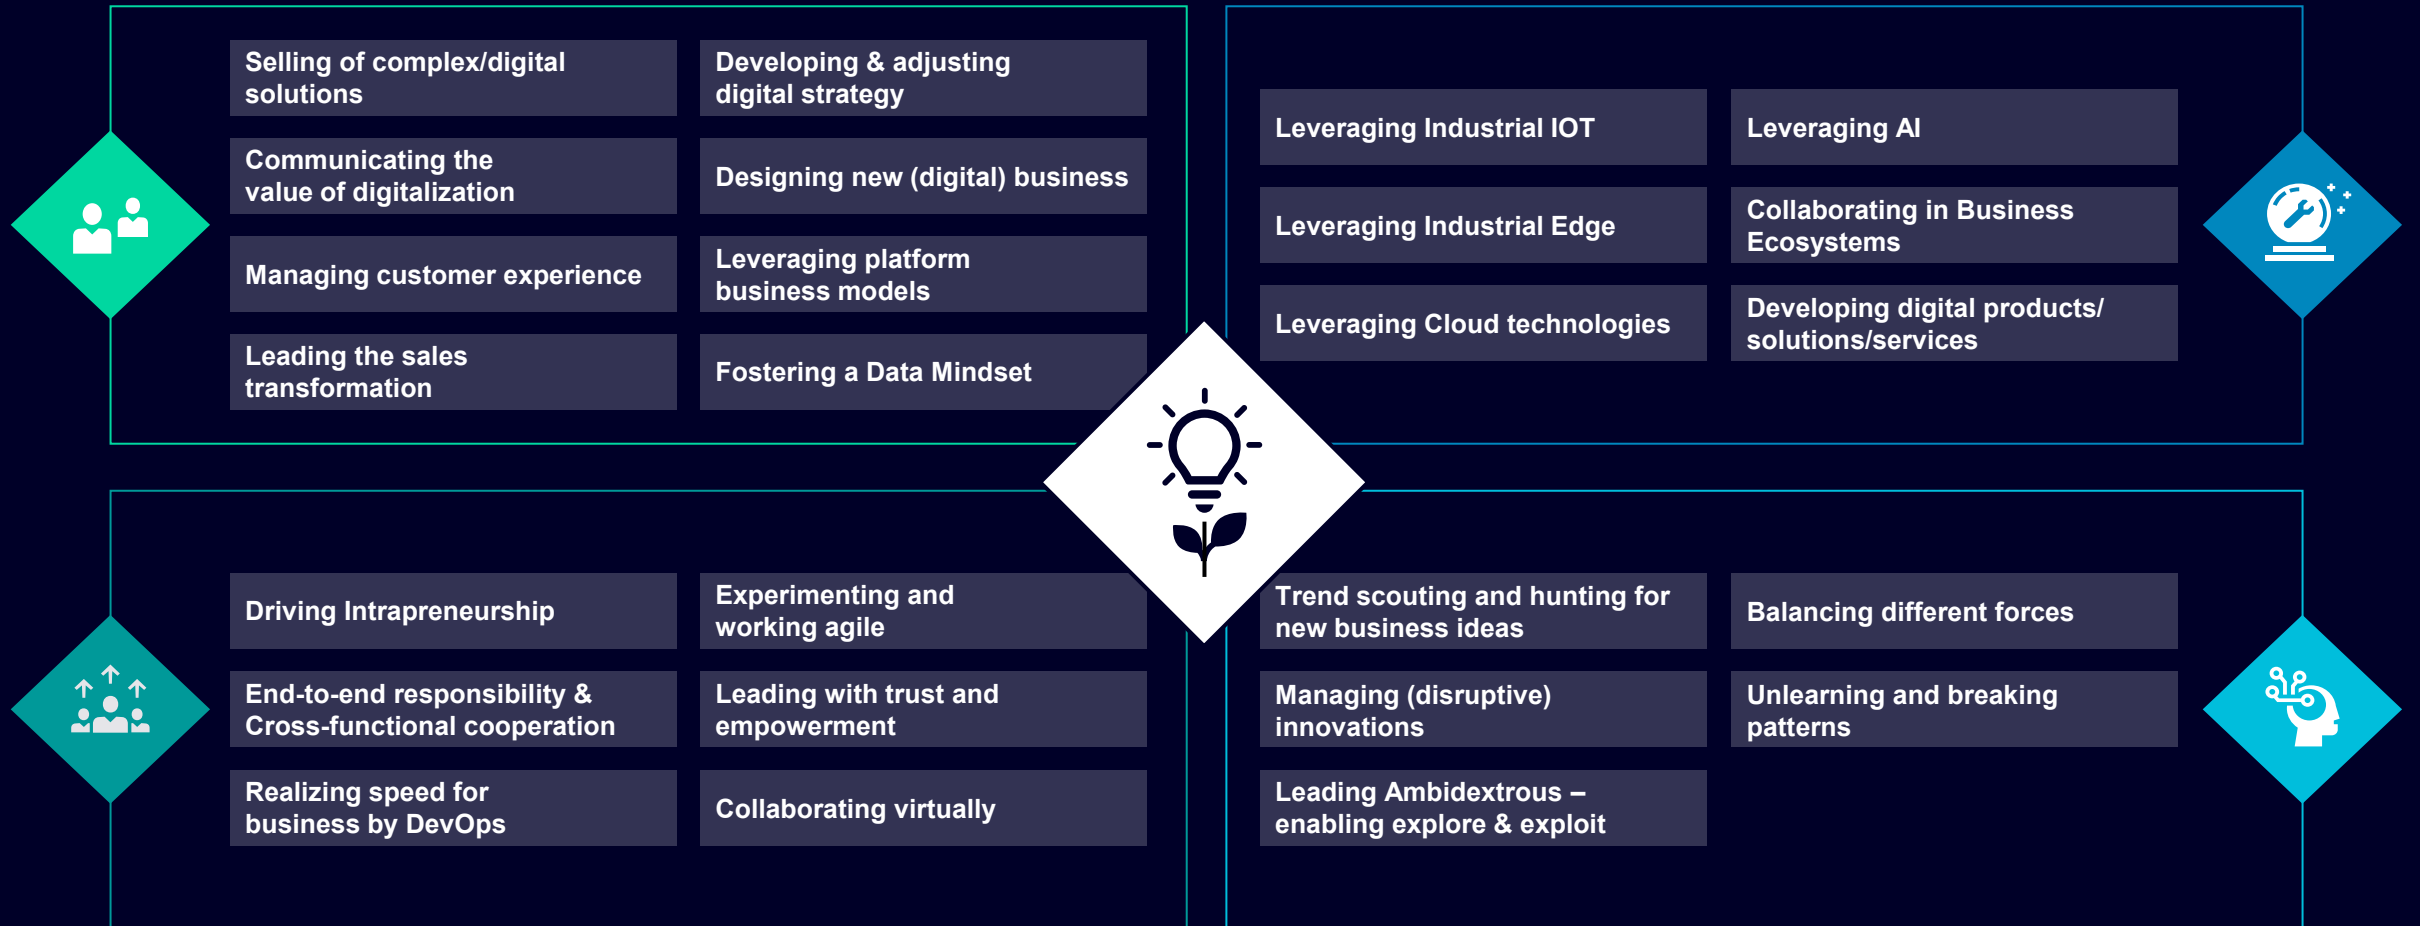 Selling of complex/digital
solutions
Communicating the
value of digitalization
Managing customer experience
Leading the sales
transformation
Developing & adjusting
digital strategy
Designing new (digital) business
Leveraging platform
business models
Fostering a Data Mindset
Leveraging Industrial IOT
Leveraging Industrial Edge
Leveraging Cloud technologies
Leveraging AI
Collaborating in Business
Ecosystems
Developing digital products/
solutions/services
Driving Intrapreneurship
End-to-end responsibility &
Cross-functional cooperation
Realizing speed for
business by DevOps
Experimenting and
working agile
Leading with trust and
empowerment
Collaborating virtually
Trend scouting and hunting for
new business ideas
Managing (disruptive)
innovations
Leading Ambidextrous –
enabling explore & exploit
Balancing different forces
Unlearning and breaking
patterns